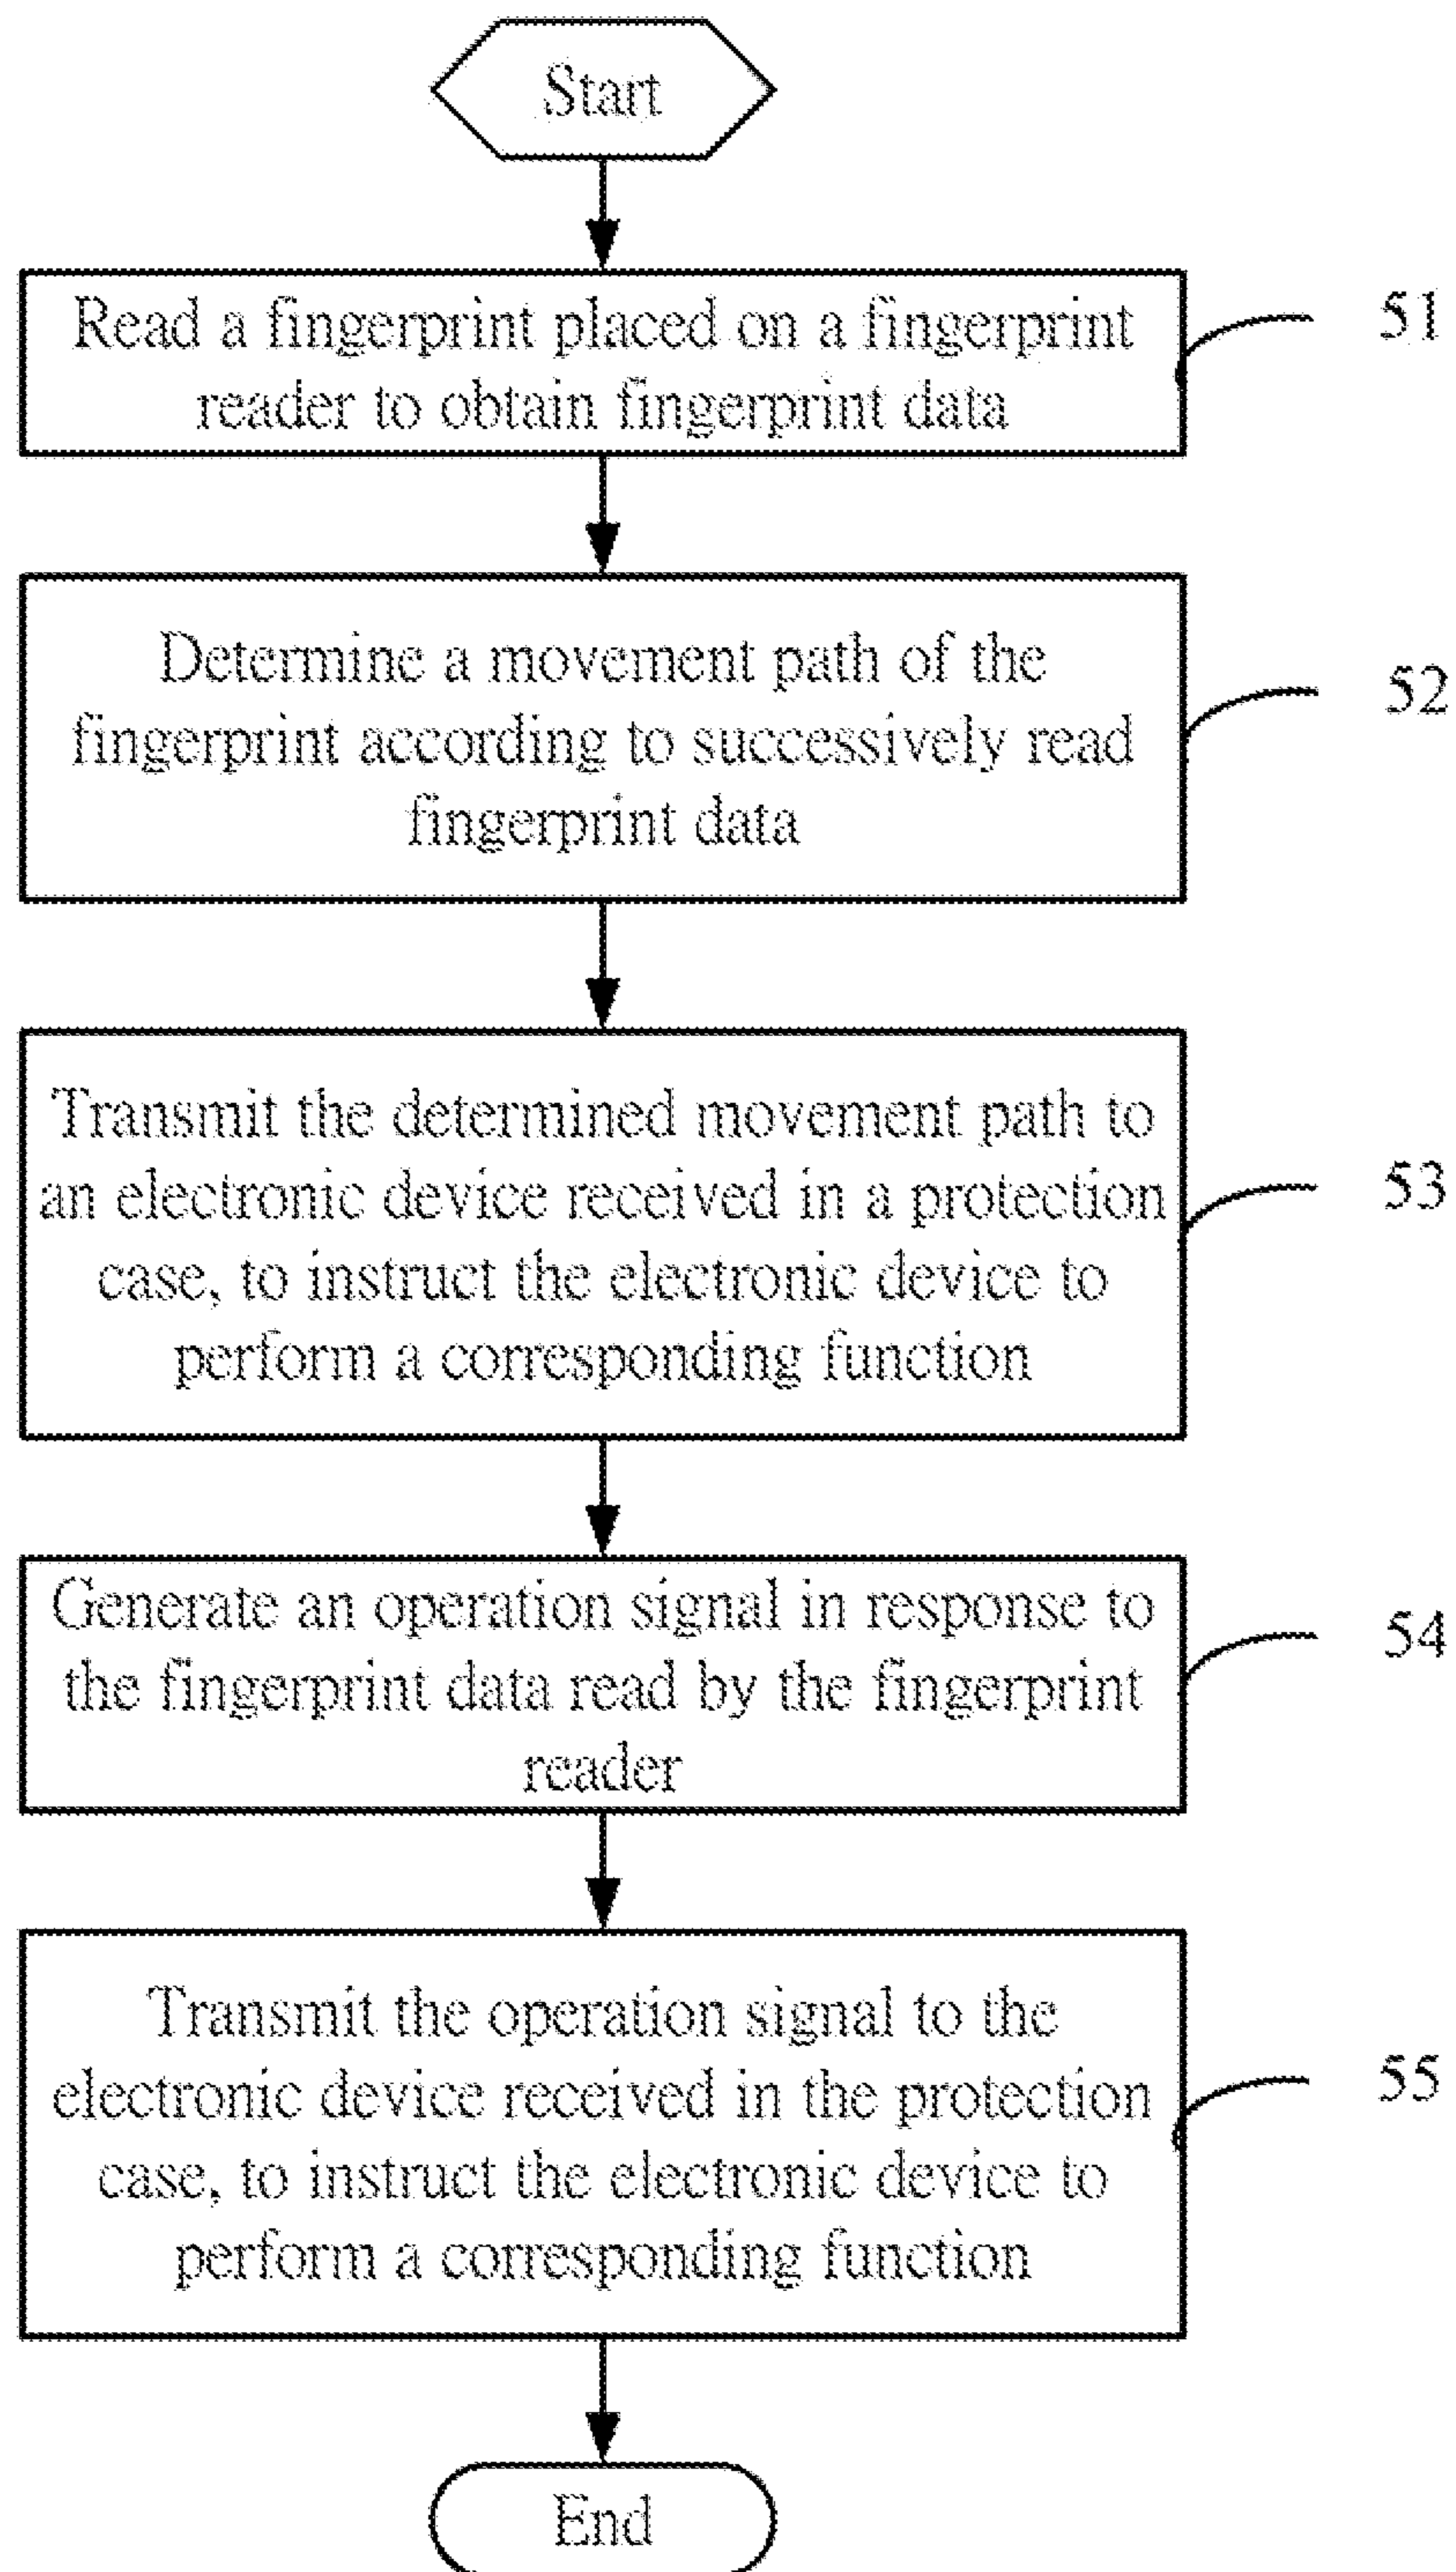 Start
Read a fingerprint placed on a fingerprint
reader to obtain fingerprint data
51
Determine a movement path of the
fingerprint according to successively read
fingerprint data
52
Transmit the determined movement path to
an electronic device received in a protection
case, to instruct the electronic device to
perform a corresponding function
53
Generate an operation signal in response to
the fingerprint data read by the fingerprint
reader
54
Transmit the operation signal to the
electronic device received in the protection
case, to instruct the electronic device to
perform a corresponding function
55
End